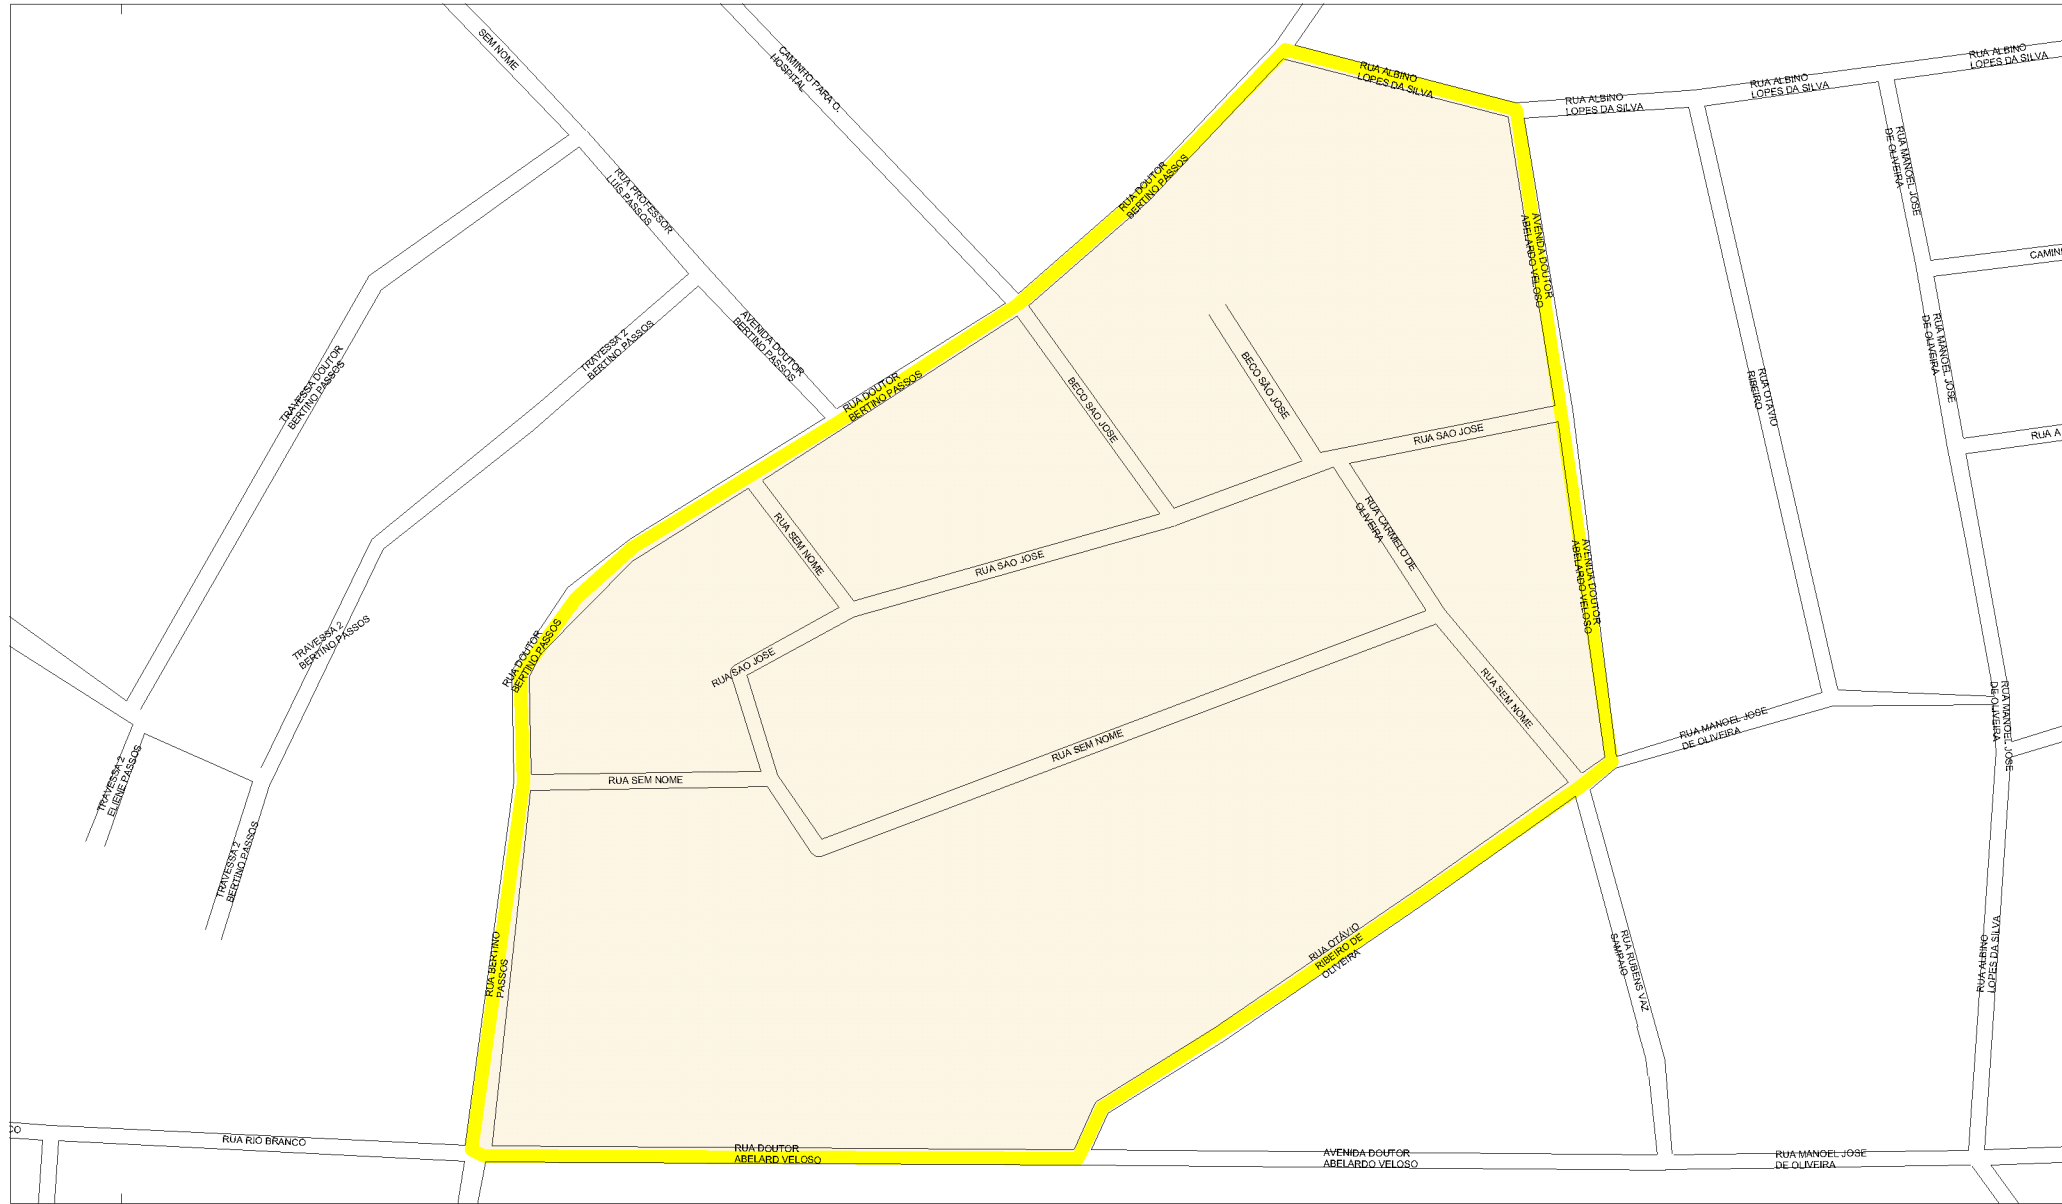 SEM NOME
CAMINHO PARA O.
HOSPITAL
RUA ALBINO
LOPES DA SILVA
RUA ALBINO
LOPES DA SILVA
RUA ALBINO
LOPES DA SILVA
RUA ALBINO
LOPES DA SILVA
RUA PROFESSOR
LUIS PASSOS
RUA DOUTOR
BERTINO PASSOS
AVENIDA DOUTOR
ABELARDO VELOSO
RUA MANOEL JOSE
DE OLIVEIRA
CAMIN
TRAVESSA DOUTOR
BERTINO PASSOS
TRAVESSA 2
BERTINO PASSOS
AVENIDA DOUTOR
BERTINO PASSOS
RUA DOUTOR
BERTINO PASSOS
BECO SAO JOSE
BECO SÃO JOSE
RUA SAO JOSE
RUA OTAVIO
RIBEIRO
RUA MANOEL JOSE
DE OLIVEIRA
RUA A
RUA SEM NOME
RUA SAO JOSE
RUA CARMELO DE
OLIVEIRA
AVENIDA DOUTOR
ABELARDO VELOSO
TRAVESSA 2
BERTINO PASSOS
RUA DOUTOR
BERTINO PASSOS
RUA SAO JOSE
RUA SEM NOME
RUA MANOEL JOSE
DE OLIVEIRA
RUA MANOEL JOSE
DE OLIVEIRA
TRAVESSA 2
ELIENE PASSOS
RUA SEM NOME
RUA SEM NOME
TRAVESSA 2
BERTINO PASSOS
RUA BERTINO
PASSOS
RUA OTÁVIO
RIBEIRO DE
OLIVEIRA
RUA RUBENS VAZ
SAMPAIO
RUA ALBINO
LOPES DA SILVA
CO
RUA RIO BRANCO
RUA DOUTOR
ABELARD VELOSO
AVENIDA DOUTOR
ABELARDO VELOSO
RUA MANOEL JOSE
DE OLIVEIRA